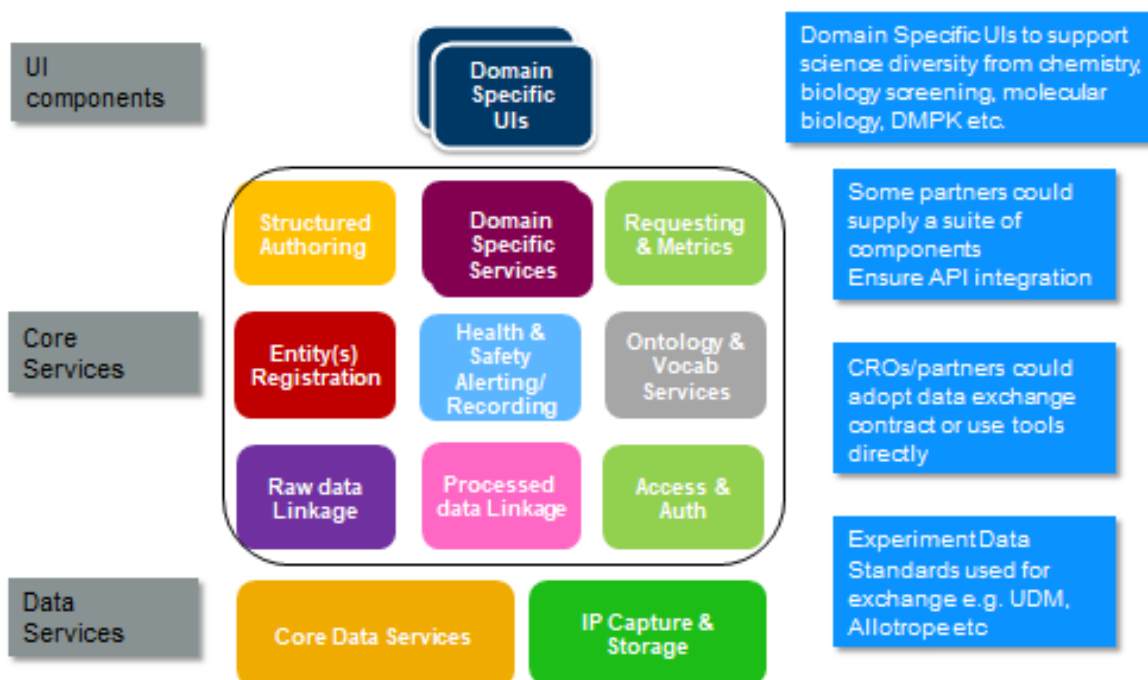 UI
components
Domain
Specific
UIs
Domain Specific UIs to support
science diversity from chemistry,
biology screening, molecular
biology, DMPK etc.
Structured
Authoring
Domain
Specific
Services
Requesting
& Metrics
Some partners could
supply a suite of
components
Ensure API integration
Core
Services
Entity(s)
Registration
Health &
Safety
Alerting/
Recording
Ontology &
Vocab
Services
CROs/partners could
adopt data exchange
contract or use tools
directly
Raw data
Linkage
Processed
data Linkage
Access &
Auth
Experiment Data
Standards used for
exchange e.g. UDM,
Allotrope etc
Data
Services
Core Data Services
IP Capture &
Storage